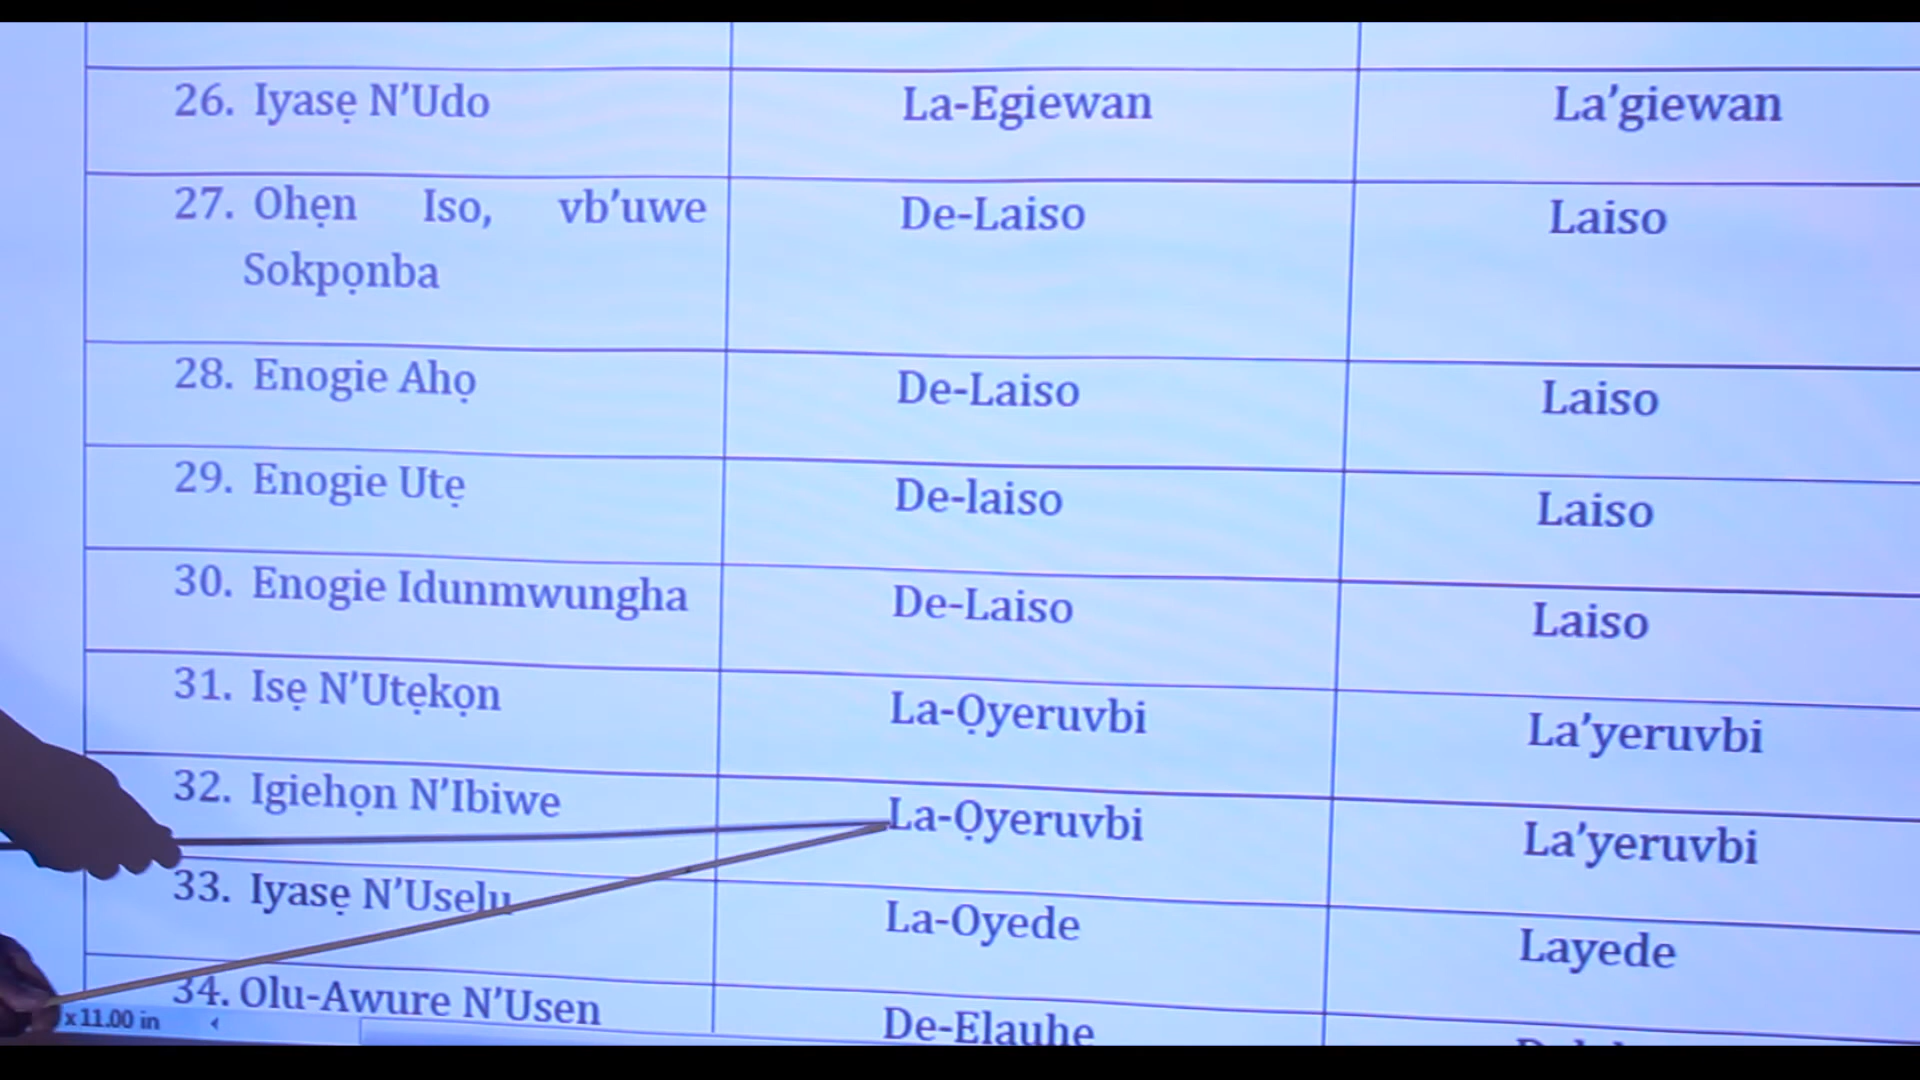 26. Iyasẹ N’Udo La-Egiewan La’giewan
27. Ohẹn Iso, vb’uwe De-Laiso Laiso
Sokpọnba
28. Enogie Ahọ De-Laiso Laiso
29. Enogie Utẹ De-laiso Laiso
30. Enogie Idunmwungha De-Laiso Laiso
31. Isẹ N’Utẹkọn La-Ọyeruvbi La’yeruvbi
32. Igiehọn N’Ibiwe La-Ọyeruvbi La’yeruvbi
33. Iyasẹ N’Uselu La-Oyede Layede
34. Olu-Awure N’Usen De-Elauhe
x 11.00 in